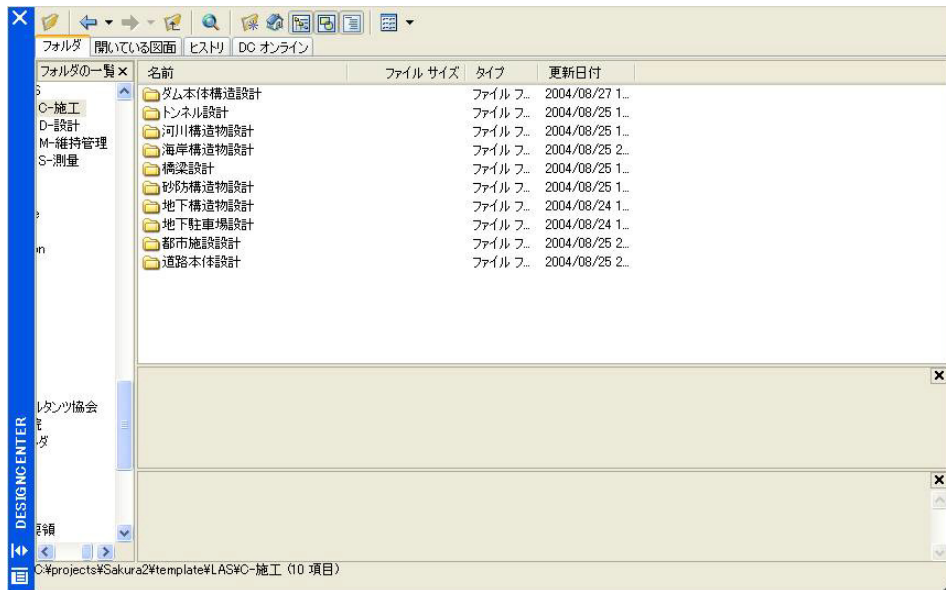 フォルダ 開いている図面 ヒストリ DC オンライン
フォルダの一覧
C-施工
D-設計
M-維持管理
S-測量
ルタンツ協会
要領
名前 ファイル サイズ タイプ 更新日付
ダム本体構造設計 ファイル フ... 2004/08/27 1...
トンネル設計 ファイル フ... 2004/08/25 1...
河川構造物設計 ファイル フ... 2004/08/25 1...
海岸構造物設計 ファイル フ... 2004/08/25 2...
橋梁設計 ファイル フ... 2004/08/25 1...
砂防構造物設計 ファイル フ... 2004/08/25 1...
地下構造物設計 ファイル フ... 2004/08/24 1...
地下駐車場設計 ファイル フ... 2004/08/24 1...
都市施設設計 ファイル フ... 2004/08/25 2...
道路本体設計 ファイル フ... 2004/08/25 2...
DESIGNCENTER
C:¥projects¥Sakura2¥template¥LAS¥C-施工 (10 項目)